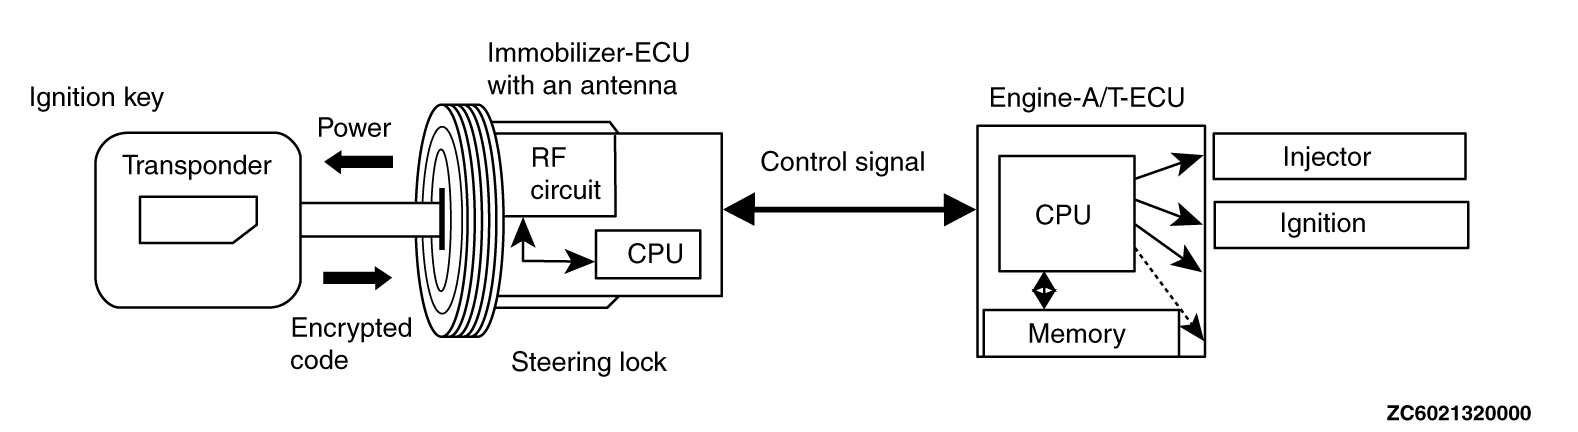 Immobilizer-ECU
with an antenna
Ignition key
Engine-A/T-ECU
Power
Transponder
RF
circuit
Control signal
Injector
CPU
Ignition
CPU
Encrypted
code
Memory
Steering lock
ZC6021320000